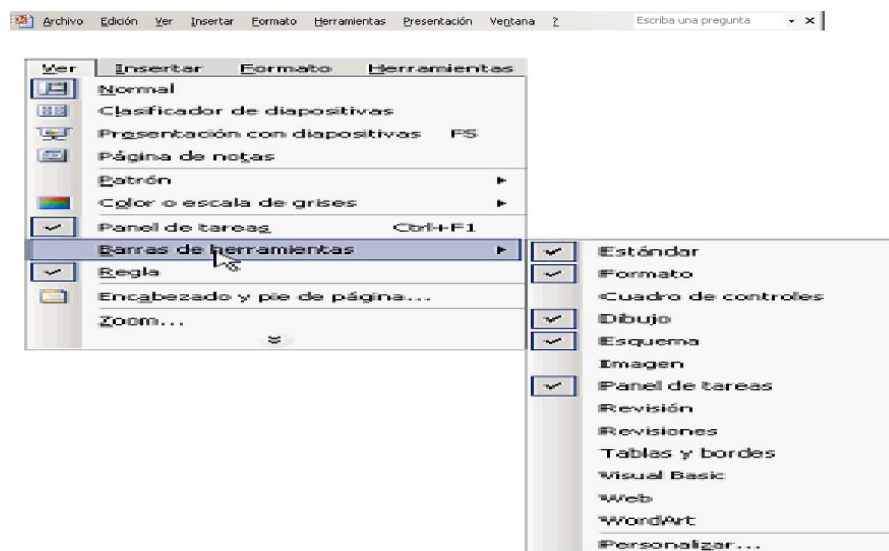 Archivo Edición Ver Insertar Formato Herramientas Presentación Ventana ? Escriba una pregunta
Ver Insertar Formato Herramientas
Normal
Clasificador de diapositivas
Presentación con diapositivas F5
Página de notas
Patrón
Color o escala de grises
Panel de tareas Ctrl+F1
Barras de herramientas
Regla
Encabezado y pie de página...
Zoom...
Estándar
Formato
Cuadro de controles
Dibujo
Esquema
Imagen
Panel de tareas
Revisión
Revisiones
Tablas y bordes
Visual Basic
Web
WordArt
Personalizar...